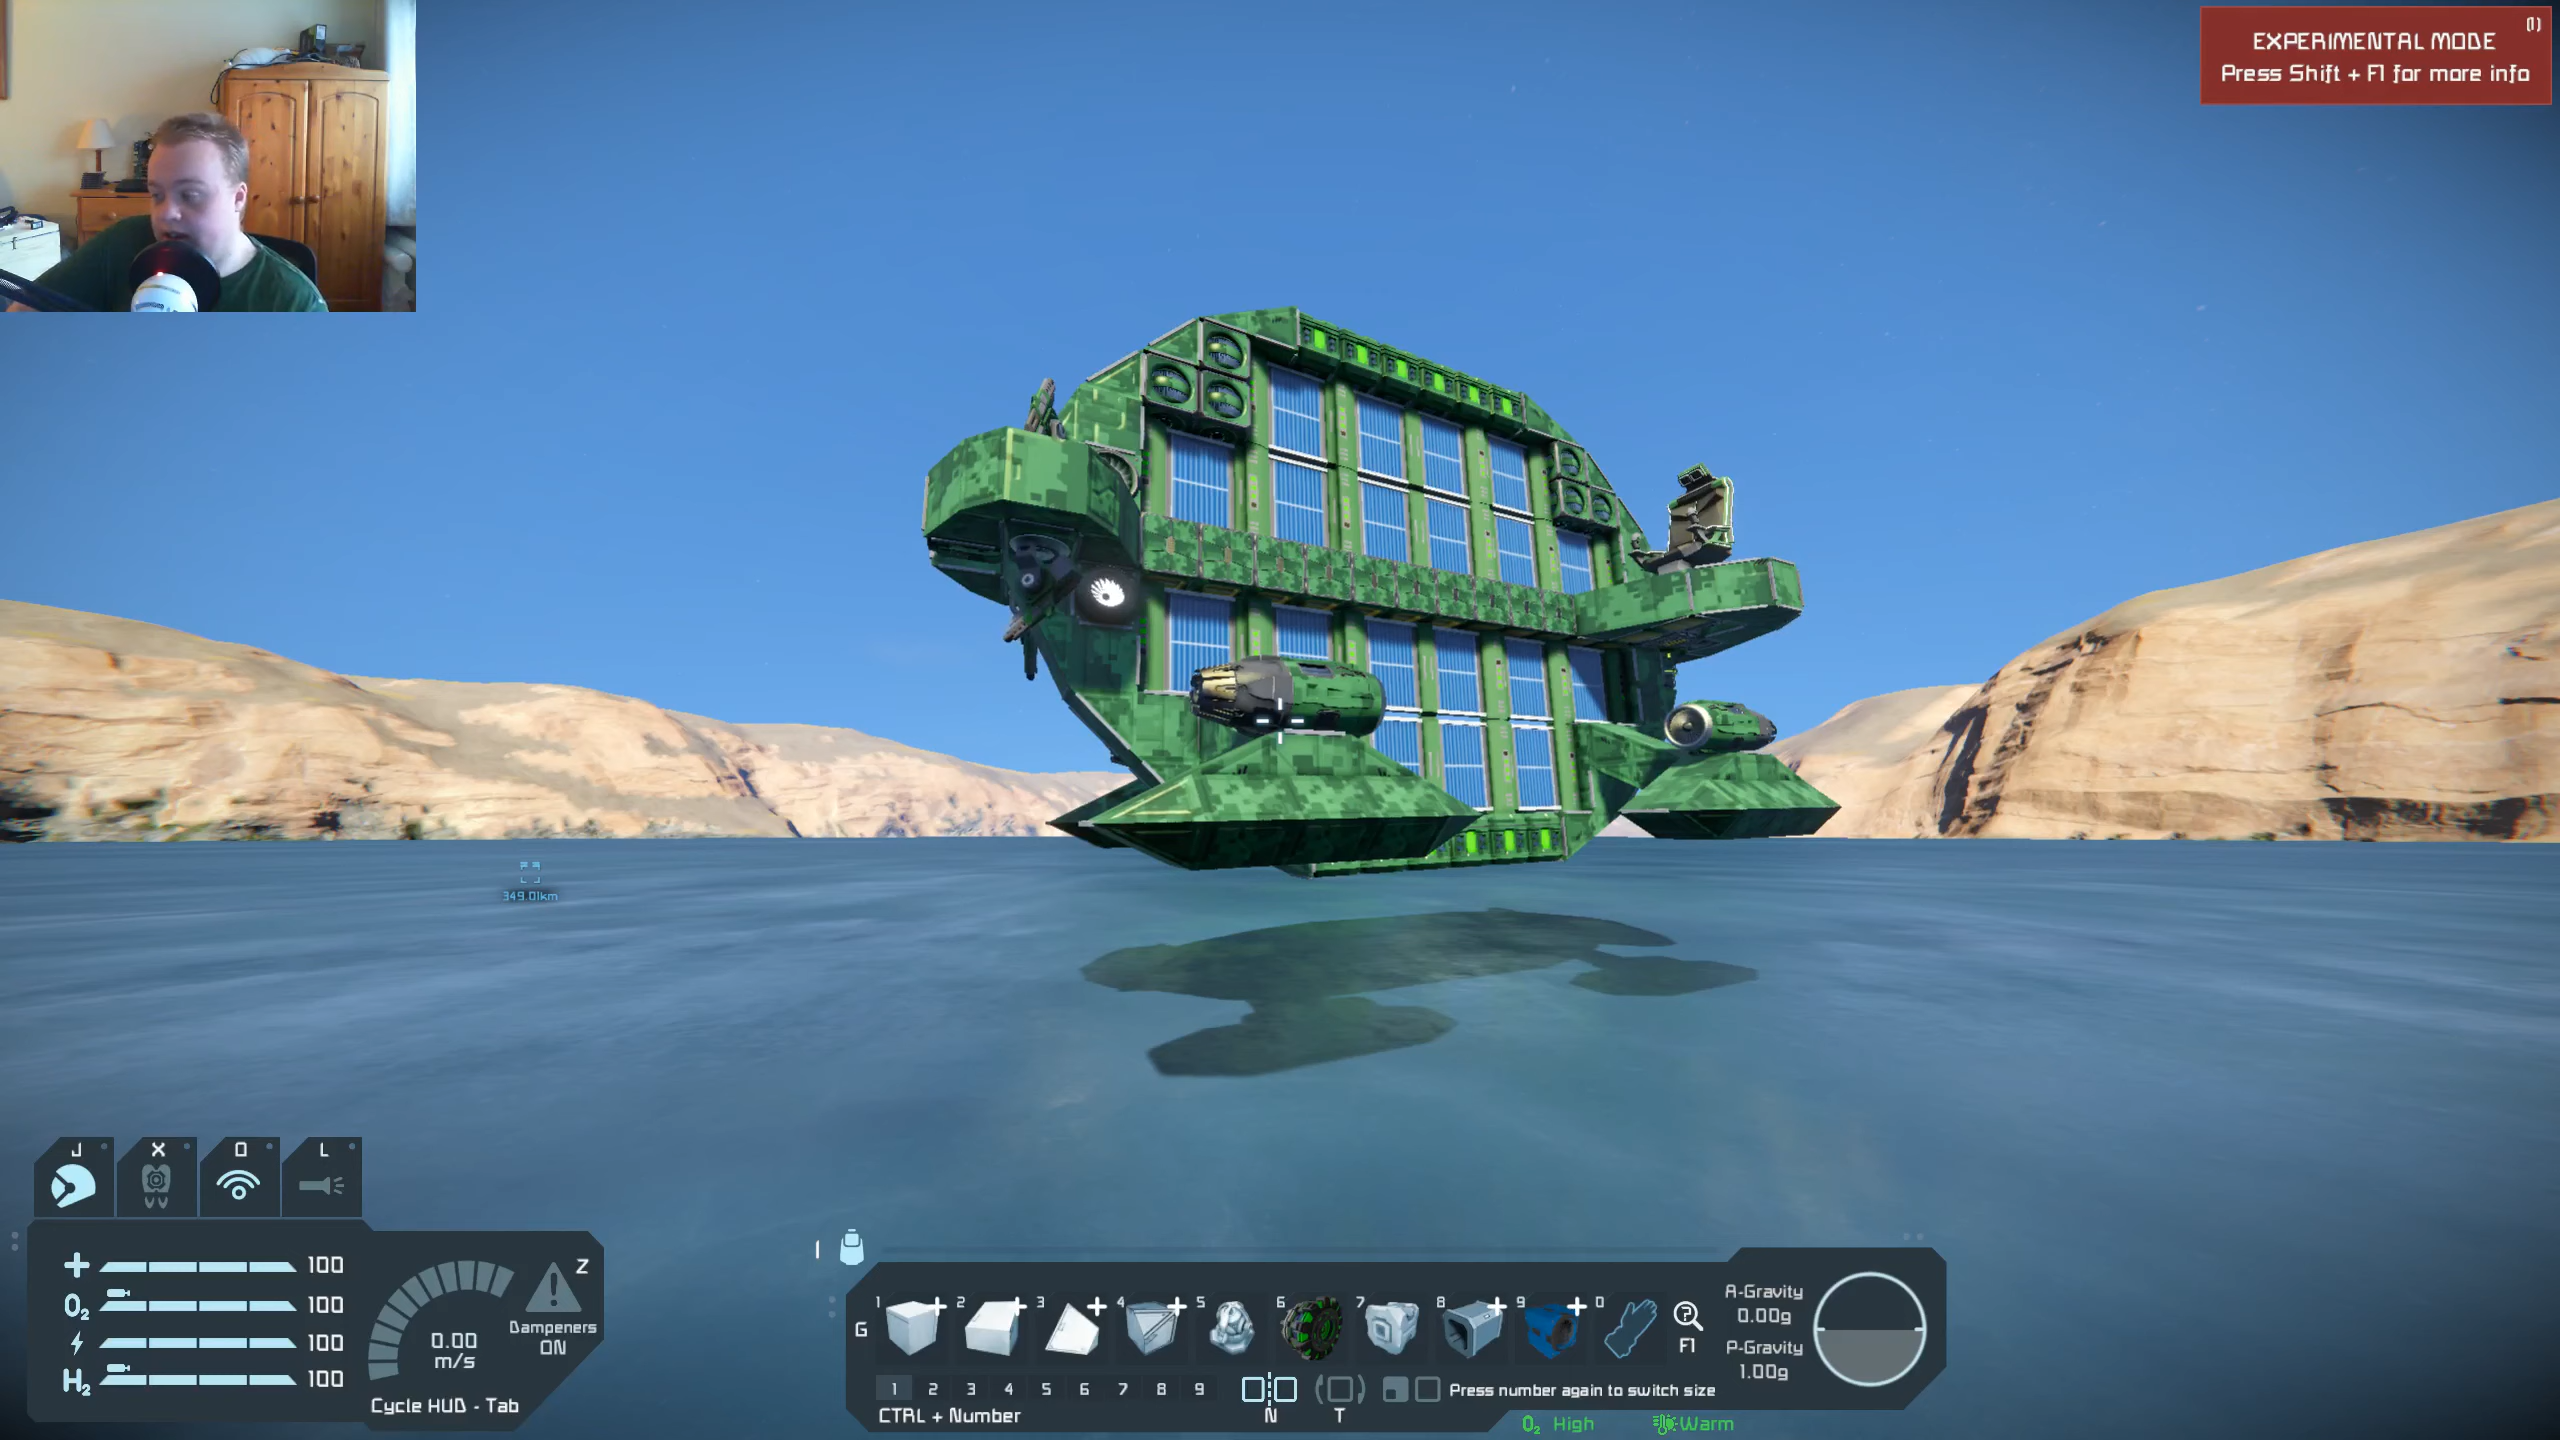 (1)
EXPERIMENTAL MODE
Press Shift + F1 for more info
349.01km
J X O L
100
O2 100
100
H2 100
0.00
m/s
Z
Dampeners
ON
Cycle HUD - Tab
1 2 3 4 5 6 7 8 9 0
G
F1
1 2 3 4 5 6 7 8 9
Press number again to switch size
CTRL + Number
N T
A-Gravity
0.00g
P-Gravity
1.00g
O2 High Warm